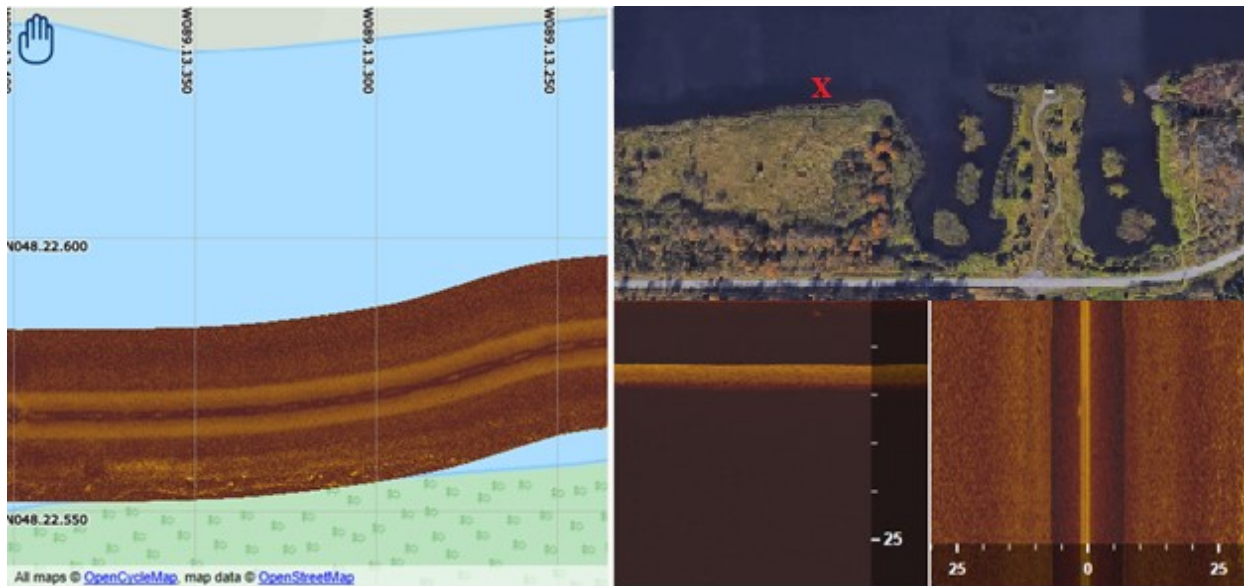 W089.13.350
W089.13.300
W089.13.250
N048.22.600
N048.22.550
All maps © OpenCycleMap, map data © OpenStreetMap
X
25
25 0 25